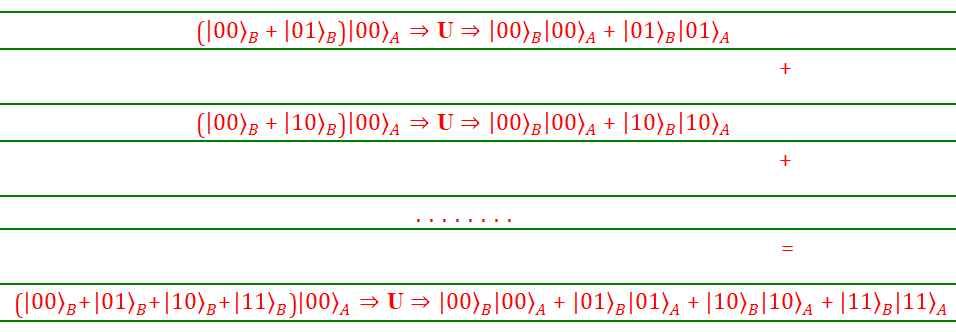 (|00⟩_B + |01⟩_B)|00⟩_A ⇒ U ⇒ |00⟩_B|00⟩_A + |01⟩_B|01⟩_A
+
(|00⟩_B + |10⟩_B)|00⟩_A ⇒ U ⇒ |00⟩_B|00⟩_A + |10⟩_B|10⟩_A
+
. . . . . . . .
=
(|00⟩_B+|01⟩_B+|10⟩_B+|11⟩_B)|00⟩_A ⇒ U ⇒ |00⟩_B|00⟩_A + |01⟩_B|01⟩_A + |10⟩_B|10⟩_A + |11⟩_B|11⟩_A